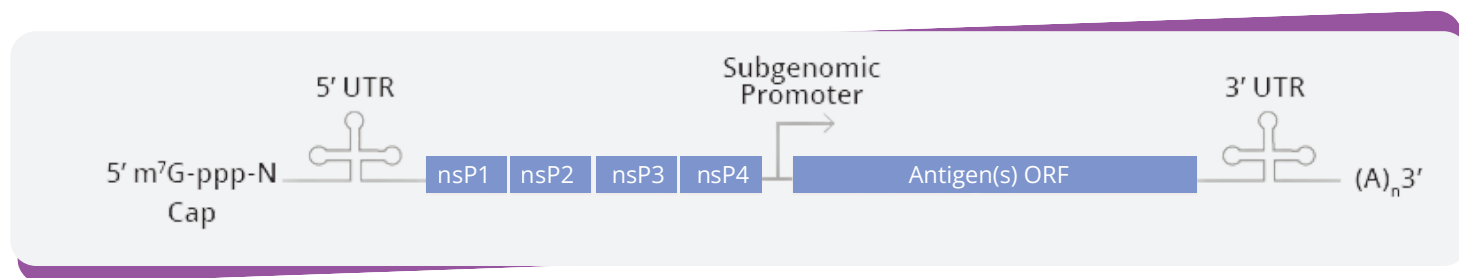 Subgenomic
Promoter
5' UTR
3' UTR
5' m⁷G-ppp-N
Cap
nsP1
nsP2
nsP3
nsP4
Antigen(s) ORF
(A)ₙ3'